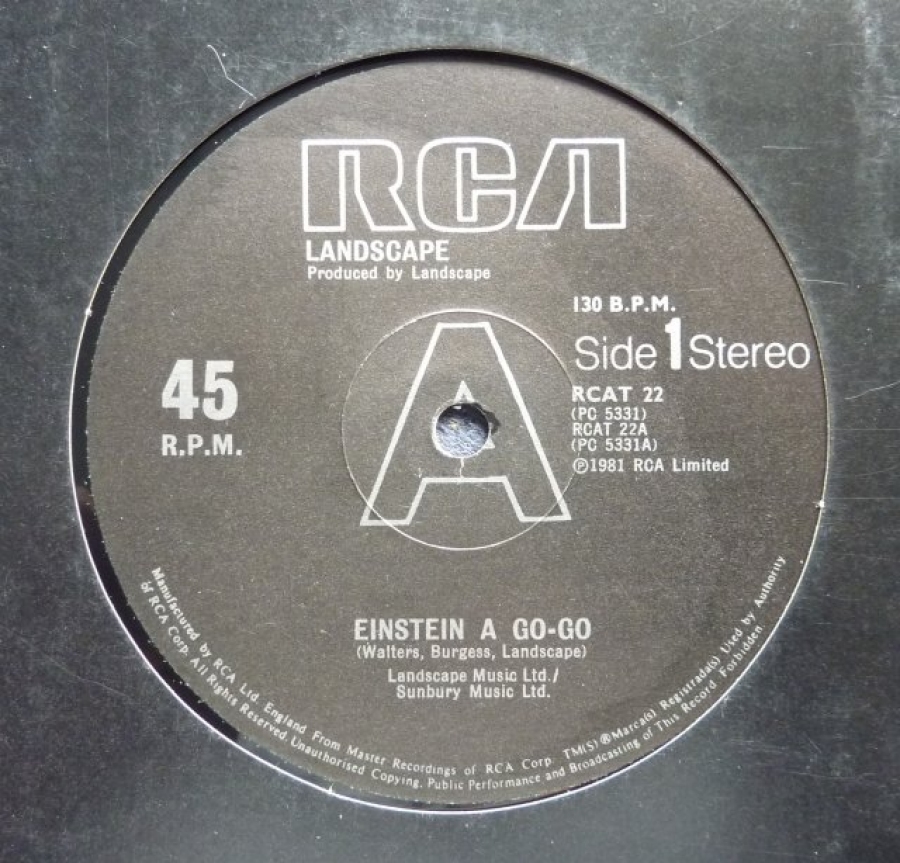 RCA
LANDSCAPE
Produced by Landscape
130 B.P.M.
Side 1 Stereo
45
R.P.M.
A
RCAT 22
(PC 5331)
RCAT 22A
(PC 5331A)
℗1981 RCA Limited
EINSTEIN A GO-GO
(Walters, Burgess, Landscape)
Landscape Music Ltd./
Sunbury Music Ltd.
Manufactured by RCA Ltd. England From Master Recordings of RCA Corp. TM(S) ® Marca(s) Registrada(s) Used by Authority
of RCA Corp. All Rights Reserved Unauthorised Copying, Public Performance and Broadcasting of This Record Forbidden